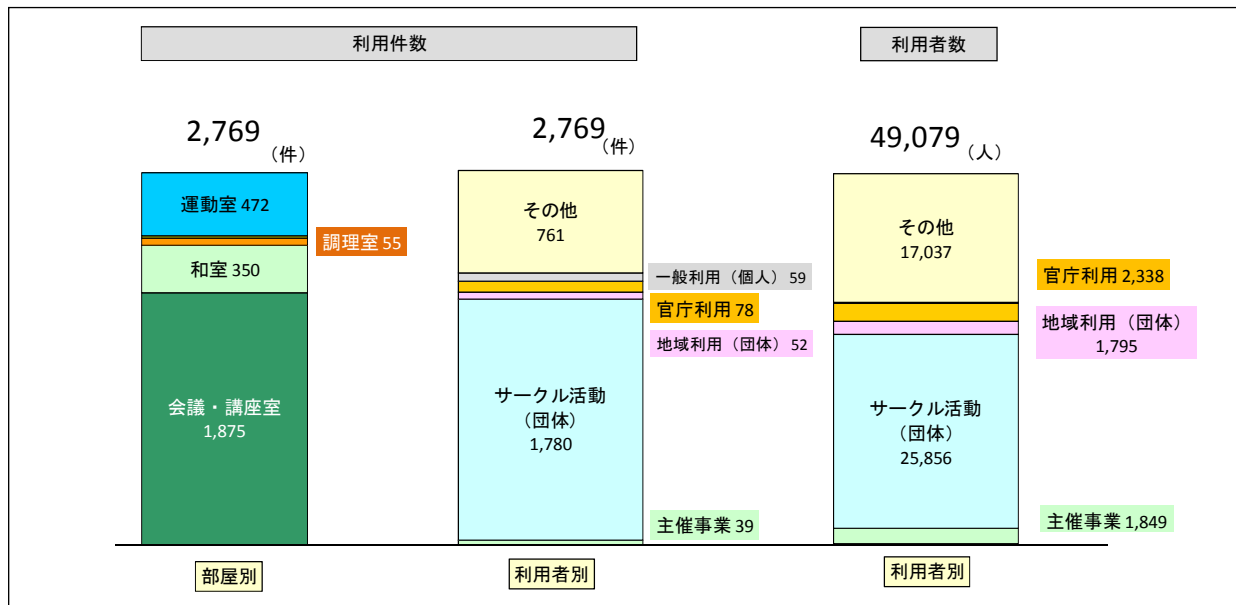 利用件数
利用者数
2,769
（件）
2,769
（件）
49,079
（人）
運動室 472
調理室 55
和室 350
会議・講座室
1,875
その他
761
一般利用（個人）59
官庁利用 78
地域利用（団体）52
サークル活動
（団体）
1,780
主催事業 39
その他
17,037
官庁利用 2,338
地域利用（団体）
1,795
サークル活動
（団体）
25,856
主催事業 1,849
部屋別
利用者別
利用者別